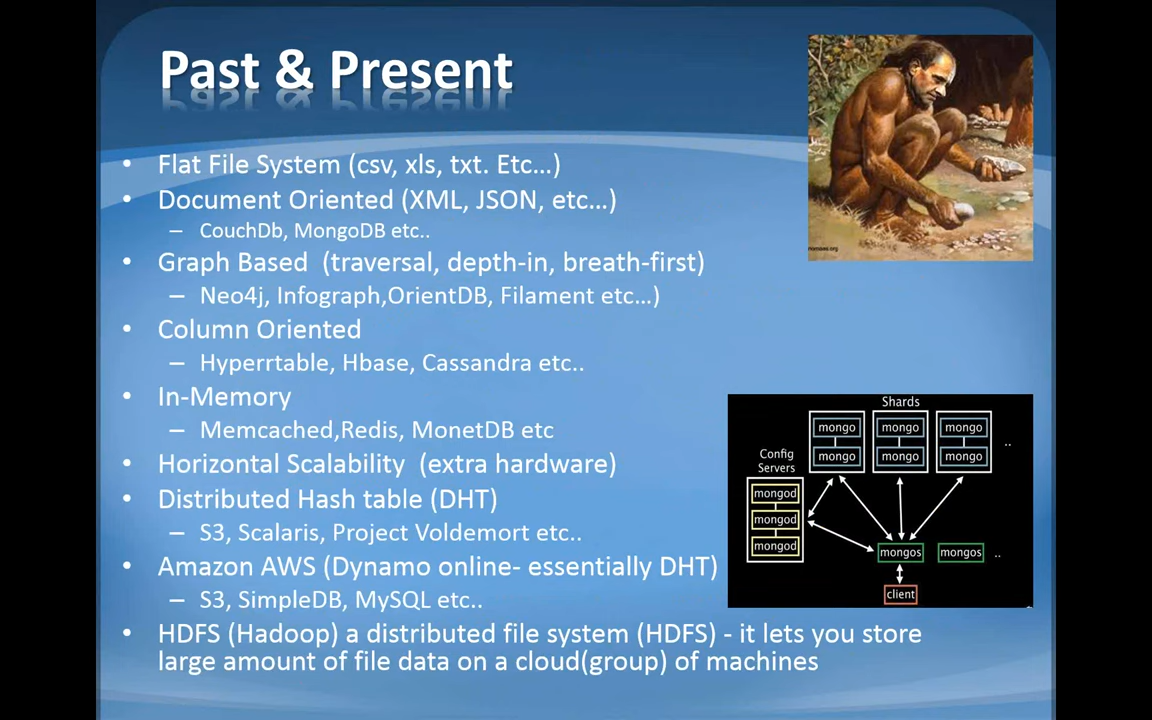 Past & Present
• Flat File System (csv, xls, txt. Etc...)
• Document Oriented (XML, JSON, etc...)
– CouchDb, MongoDB etc..
• Graph Based (traversal, depth-in, breath-first)
– Neo4j, Infograph,OrientDB, Filament etc...)
• Column Oriented
– Hyperrtable, Hbase, Cassandra etc..
• In-Memory
– Memcached,Redis, MonetDB etc
• Horizontal Scalability (extra hardware)
• Distributed Hash table (DHT)
– S3, Scalaris, Project Voldemort etc..
• Amazon AWS (Dynamo online- essentially DHT)
– S3, SimpleDB, MySQL etc..
• HDFS (Hadoop) a distributed file system (HDFS) - it lets you store
large amount of file data on a cloud(group) of machines
Shards
mongo mongo mongo
mongo mongo mongo
..
Config
Servers
mongod
mongod
mongod
mongos mongos ..
client